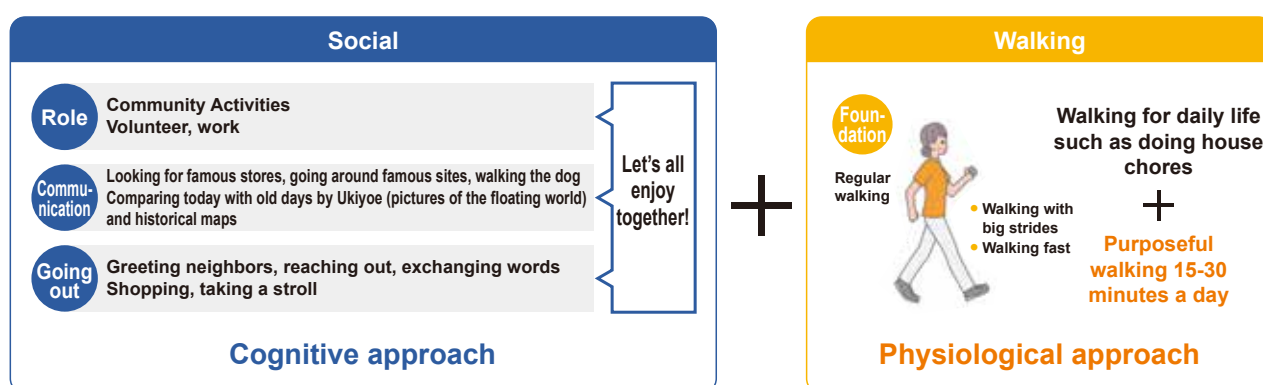 Social
Role
Community Activities
Volunteer, work
Commu-
nication
Looking for famous stores, going around famous sites, walking the dog
Comparing today with old days by Ukiyoe (pictures of the floating world)
and historical maps
Going
out
Greeting neighbors, reaching out, exchanging words
Shopping, taking a stroll
Let's all
enjoy
together!
Cognitive approach
+
Walking
Foun-
dation
Regular
walking
• Walking with
big strides
• Walking fast
Walking for daily life
such as doing house
chores
+
Purposeful
walking 15-30
minutes a day
Physiological approach